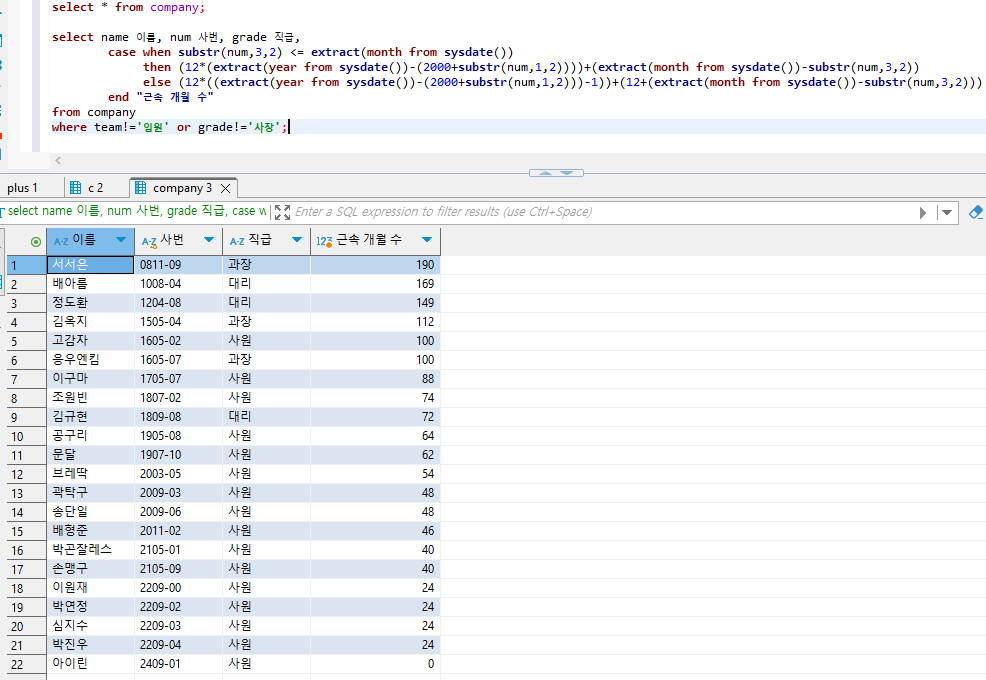 select * from company;
select name 이름, num 사번, grade 직급,
case when substr(num,3,2) <= extract(month from sysdate())
then (12*(extract(year from sysdate())-(2000+substr(num,1,2))))+(extract(month from sysdate())-substr(num,3,2))
else (12*((extract(year from sysdate())-(2000+substr(num,1,2)))-1))+(12+(extract(month from sysdate())-substr(num,3,2)))
end "근속 개월 수"
from company
where team!='임원' or grade!='사장';
plus 1 c 2 company 3
select name 이름, num 사번, grade 직급, case w Enter a SQL expression to filter results (use Ctrl+Space)
A-Z 이름 A-Z 사번 A-Z 직급 123 근속 개월 수
1 서서은 0811-09 과장 190
2 배아름 1008-04 대리 169
3 정도환 1204-08 대리 149
4 김옥지 1505-04 과장 112
5 고감자 1605-02 사원 100
6 응우엔킴 1605-07 과장 100
7 이구마 1705-07 사원 88
8 조원빈 1807-02 사원 74
9 김규현 1809-08 대리 72
10 공구리 1905-08 사원 64
11 문달 1907-10 사원 62
12 브레딱 2003-05 사원 54
13 곽탁구 2009-03 사원 48
14 송단일 2009-06 사원 48
15 배형준 2011-02 사원 46
16 박곤잘레스 2105-01 사원 40
17 손맹구 2105-09 사원 40
18 이원재 2209-00 사원 24
19 박연정 2209-02 사원 24
20 심지수 2209-03 사원 24
21 박진우 2209-04 사원 24
22 아이린 2409-01 사원 0